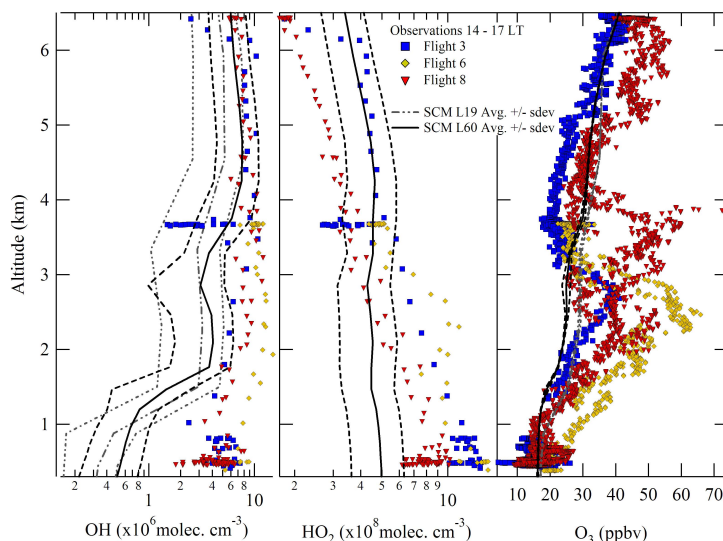 Observations 14 - 17 LT
Flight 3
Flight 6
Flight 8
SCM L19 Avg. +/- sdev
SCM L60 Avg. +/- sdev
Altitude (km)
6
5
4
3
2
1
2 4 6 8 1 2 4 6 8 10
2 3 4 5 6 7 8 9 10
10 20 30 40 50 60 70
OH (x10⁶molec. cm⁻³)
HO₂ (x10⁸molec. cm⁻³)
O₃ (ppbv)